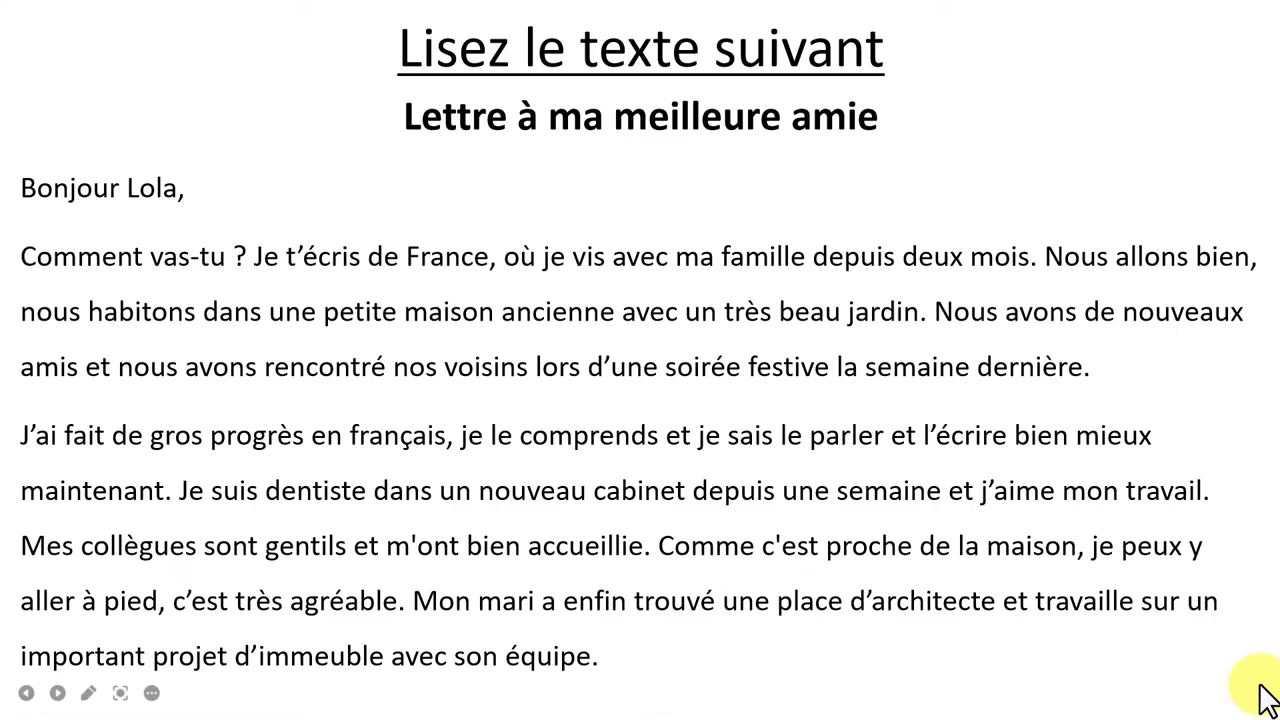 Lisez le texte suivant
Lettre à ma meilleure amie
Bonjour Lola,
Comment vas-tu ? Je t’écris de France, où je vis avec ma famille depuis deux mois. Nous allons bien,
nous habitons dans une petite maison ancienne avec un très beau jardin. Nous avons de nouveaux
amis et nous avons rencontré nos voisins lors d’une soirée festive la semaine dernière.
J’ai fait de gros progrès en français, je le comprends et je sais le parler et l’écrire bien mieux
maintenant. Je suis dentiste dans un nouveau cabinet depuis une semaine et j’aime mon travail.
Mes collègues sont gentils et m'ont bien accueillie. Comme c'est proche de la maison, je peux y
aller à pied, c’est très agréable. Mon mari a enfin trouvé une place d’architecte et travaille sur un
important projet d’immeuble avec son équipe.